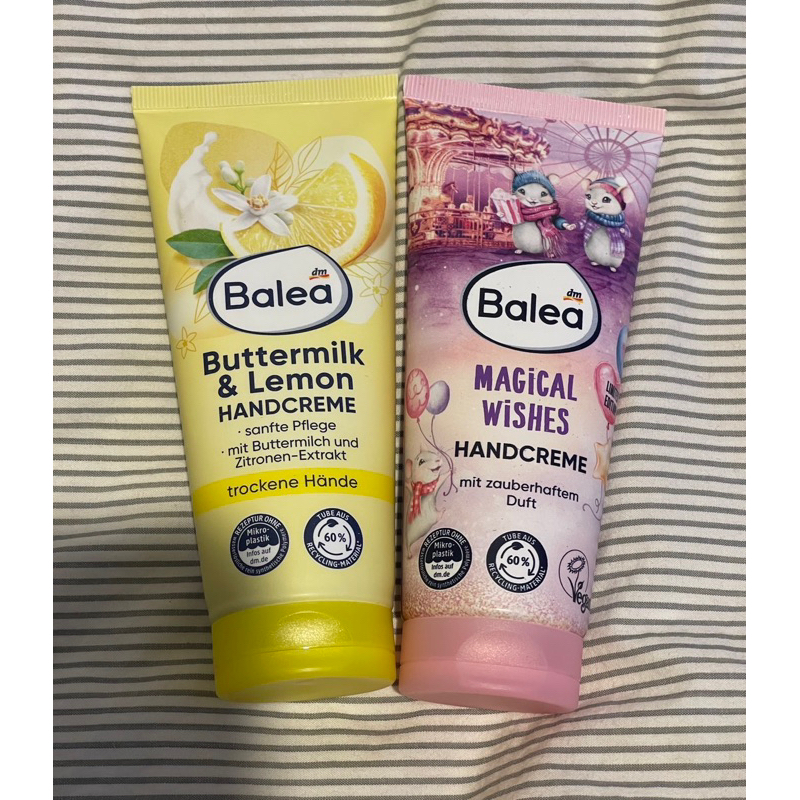 dm
Balea
Buttermilk
& Lemon
HANDCREME
· sanfte Pflege
· mit Buttermilch und
Zitronen-Extrakt
trockene Hände
REZEPTUR OHNE
Mikro-
plastik
Infos auf
dm.de
TUBE AUS
60%
RECYCLING-MATERIAL
dm
Balea
MAGiCAL
WiSHES
HANDCREME
mit zauberhaftem
Duft
REZEPTUR OHNE
Mikro-
plastik
Infos auf
dm.de
TUBE AUS
60%
RECYCLING-MATERIAL